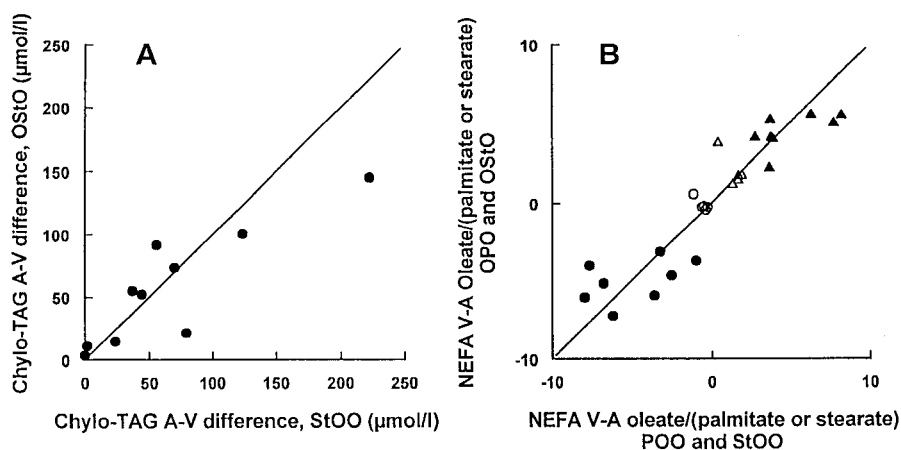 A
Chylo-TAG A-V difference, OStO (µmol/l)
250
200
150
100
50
0
0
50
100
150
200
250
Chylo-TAG A-V difference, StOO (µmol/l)
B
NEFA V-A Oleate/(palmitate or stearate)
OPO and OStO
10
0
-10
-10
0
10
NEFA V-A oleate/(palmitate or stearate)
POO and StOO